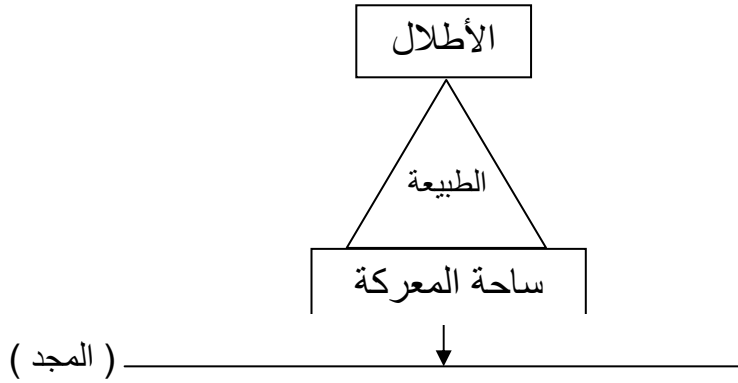 الأطلال
الطبيعة
ساحة المعركة
( المجد )